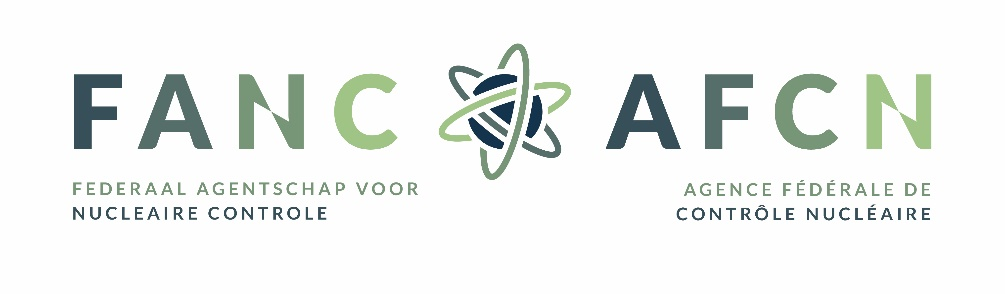 FANC AFCN
FEDERAAL AGENTSCHAP VOOR
NUCLEAIRE CONTROLE
AGENCE FÉDÉRALE DE
CONTRÔLE NUCLÉAIRE